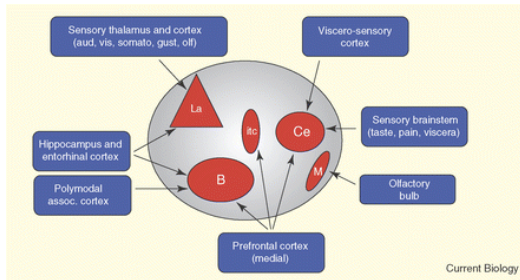 Sensory thalamus and cortex
(aud, vis, somato, gust, olf)
Viscero-sensory
cortex
La
itc
Ce
Sensory brainstem
(taste, pain, viscera)
Hippocampus and
entorhinal cortex
B
M
Polymodal
assoc. cortex
Olfactory
bulb
Prefrontal cortex
(medial)
Current Biology